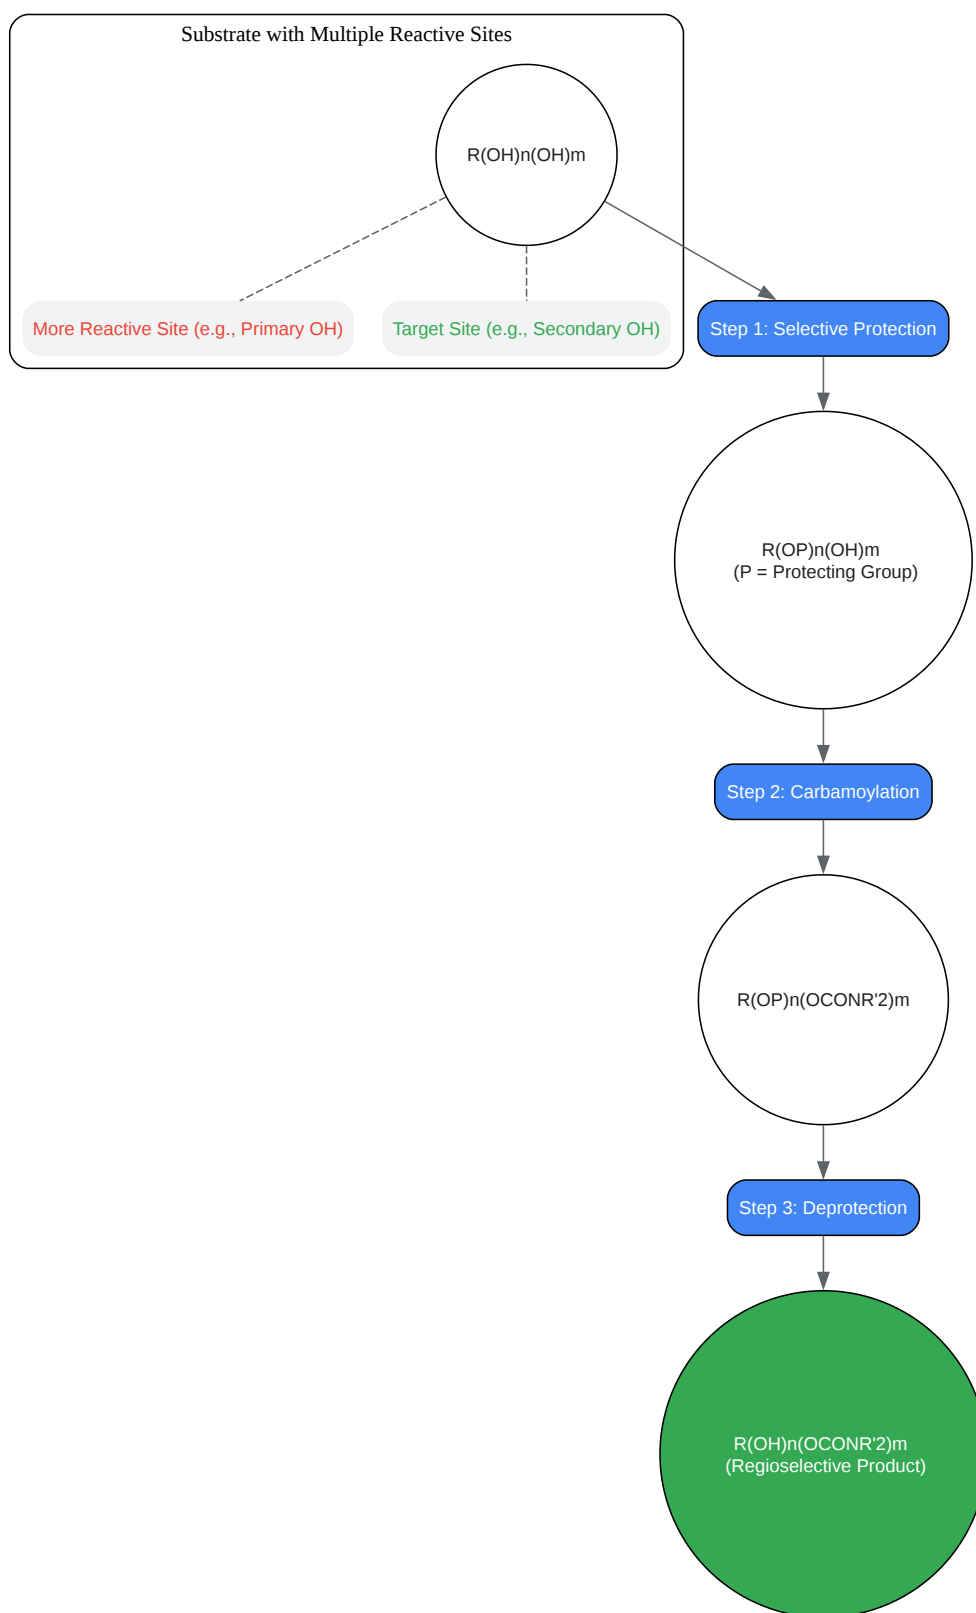 Substrate with Multiple Reactive Sites
R(OH)n(OH)m
More Reactive Site (e.g., Primary OH)
Target Site (e.g., Secondary OH)
Step 1: Selective Protection
R(OP)n(OH)m
(P = Protecting Group)
Step 2: Carbamoylation
R(OP)n(OCONR'2)m
Step 3: Deprotection
R(OH)n(OCONR'2)m
(Regioselective Product)